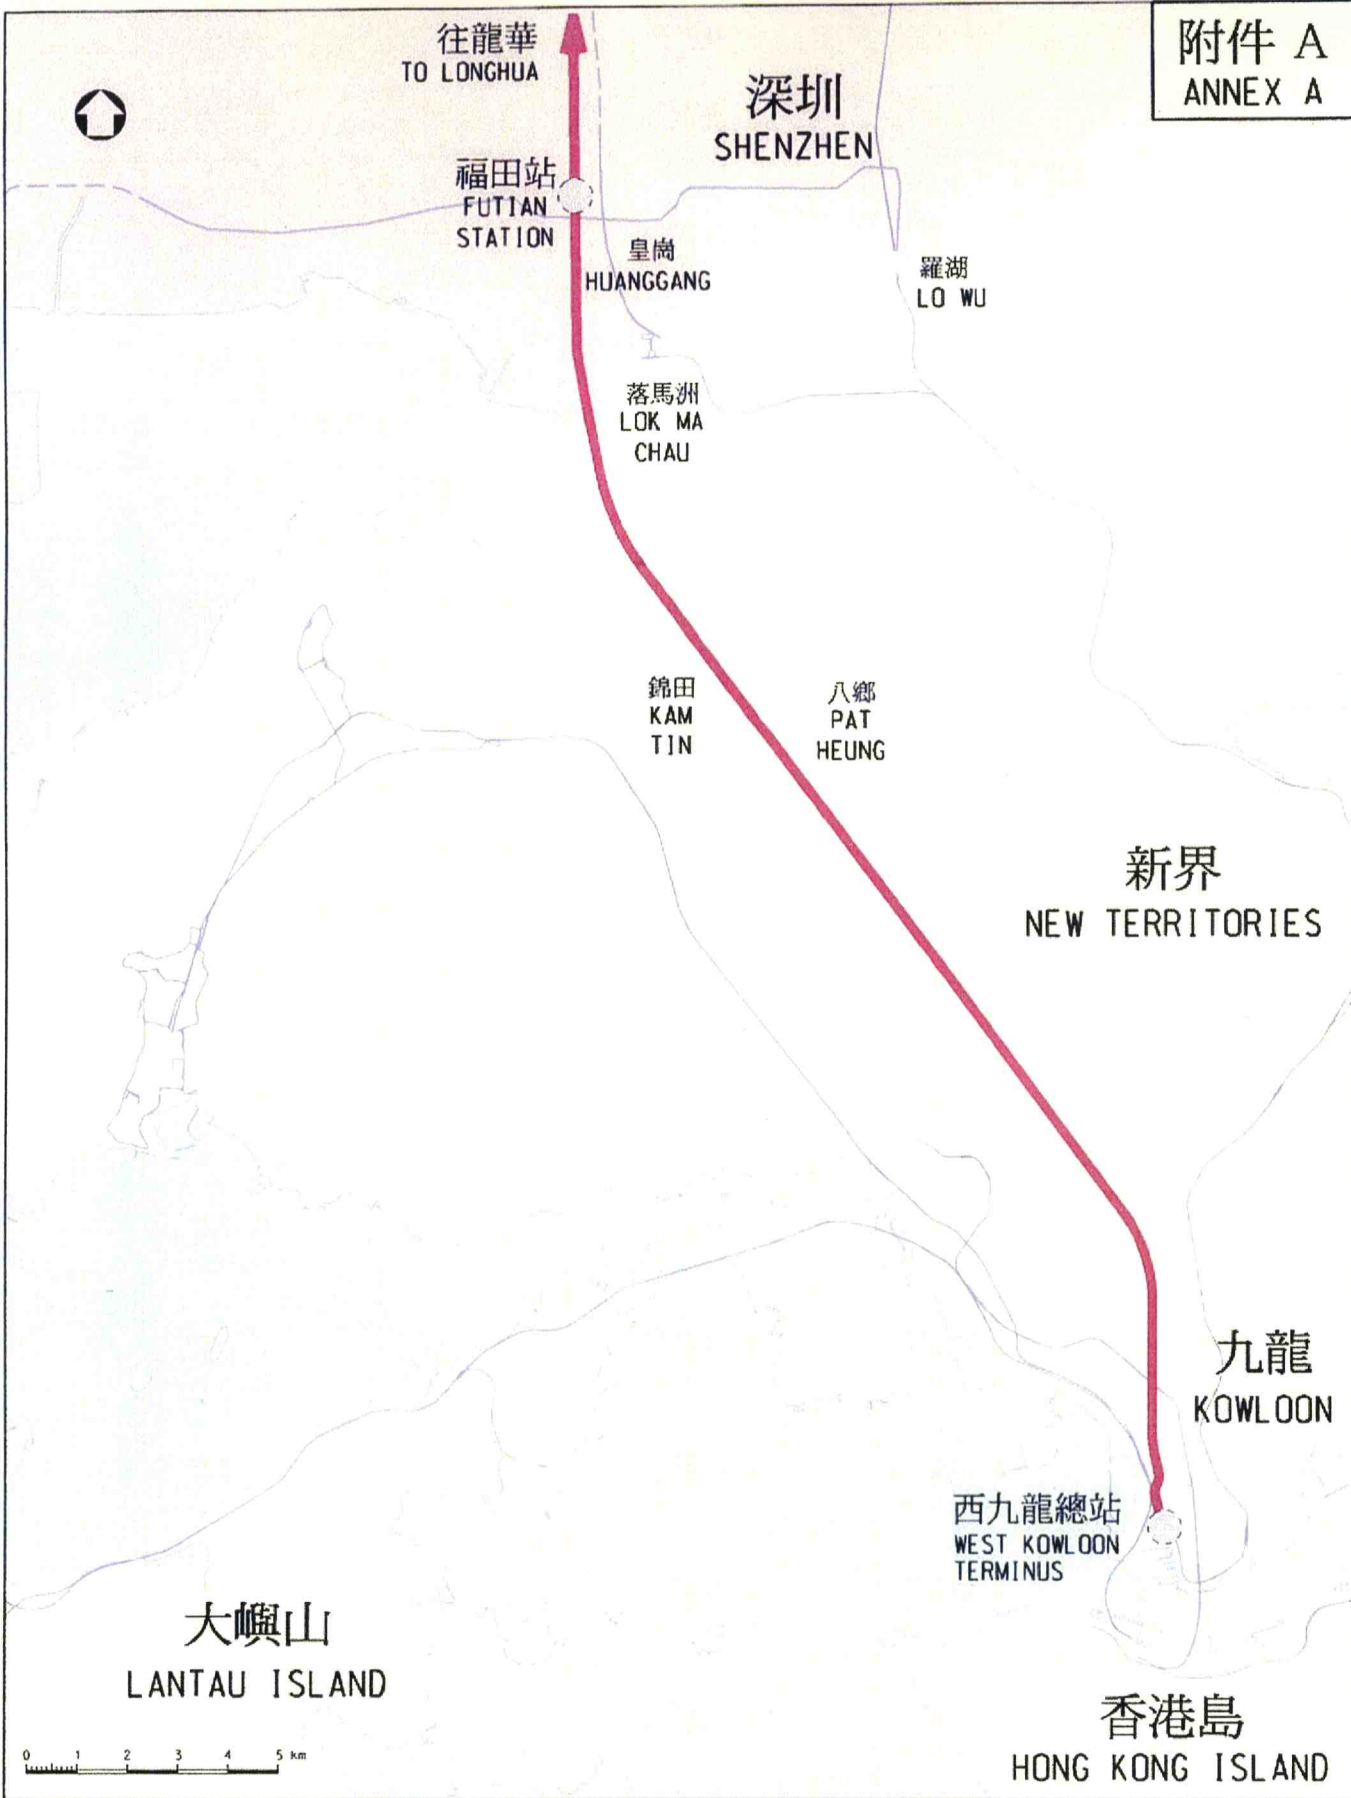 附件 A
ANNEX A
往龍華
TO LONGHUA
深圳
SHENZHEN
福田站
FUTIAN
STATION
皇崗
HUANGGANG
羅湖
LO WU
落馬洲
LOK MA
CHAU
錦田
KAM
TIN
八鄉
PAT
HEUNG
新界
NEW TERRITORIES
九龍
KOWLOON
西九龍總站
WEST KOWLOON
TERMINUS
大嶼山
LANTAU ISLAND
香港島
HONG KONG ISLAND
0 1 2 3 4 5 km